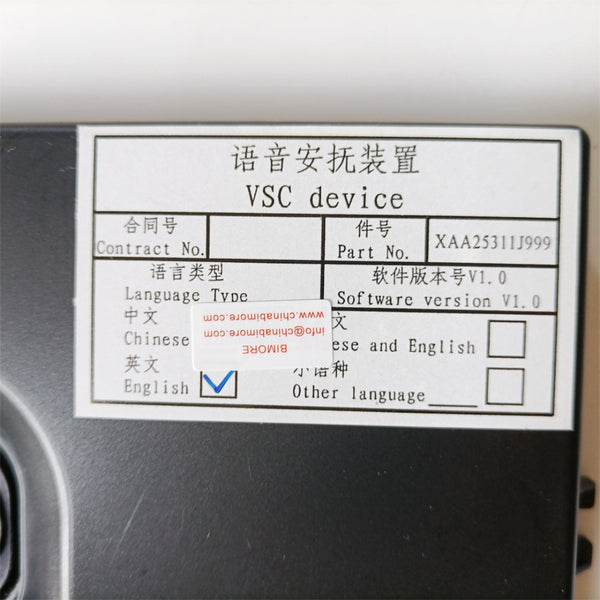 语音安抚装置
VSC device
合同号
Contract No.
件号
Part No.
XAA25311J999
语言类型
Language Type
软件版本号V1.0
Software version V1.0
中文
Chinese
文
ese and English
英文
English
小语种
Other language
BIMORE
info@chinabimore.com
www.chinabimore.com